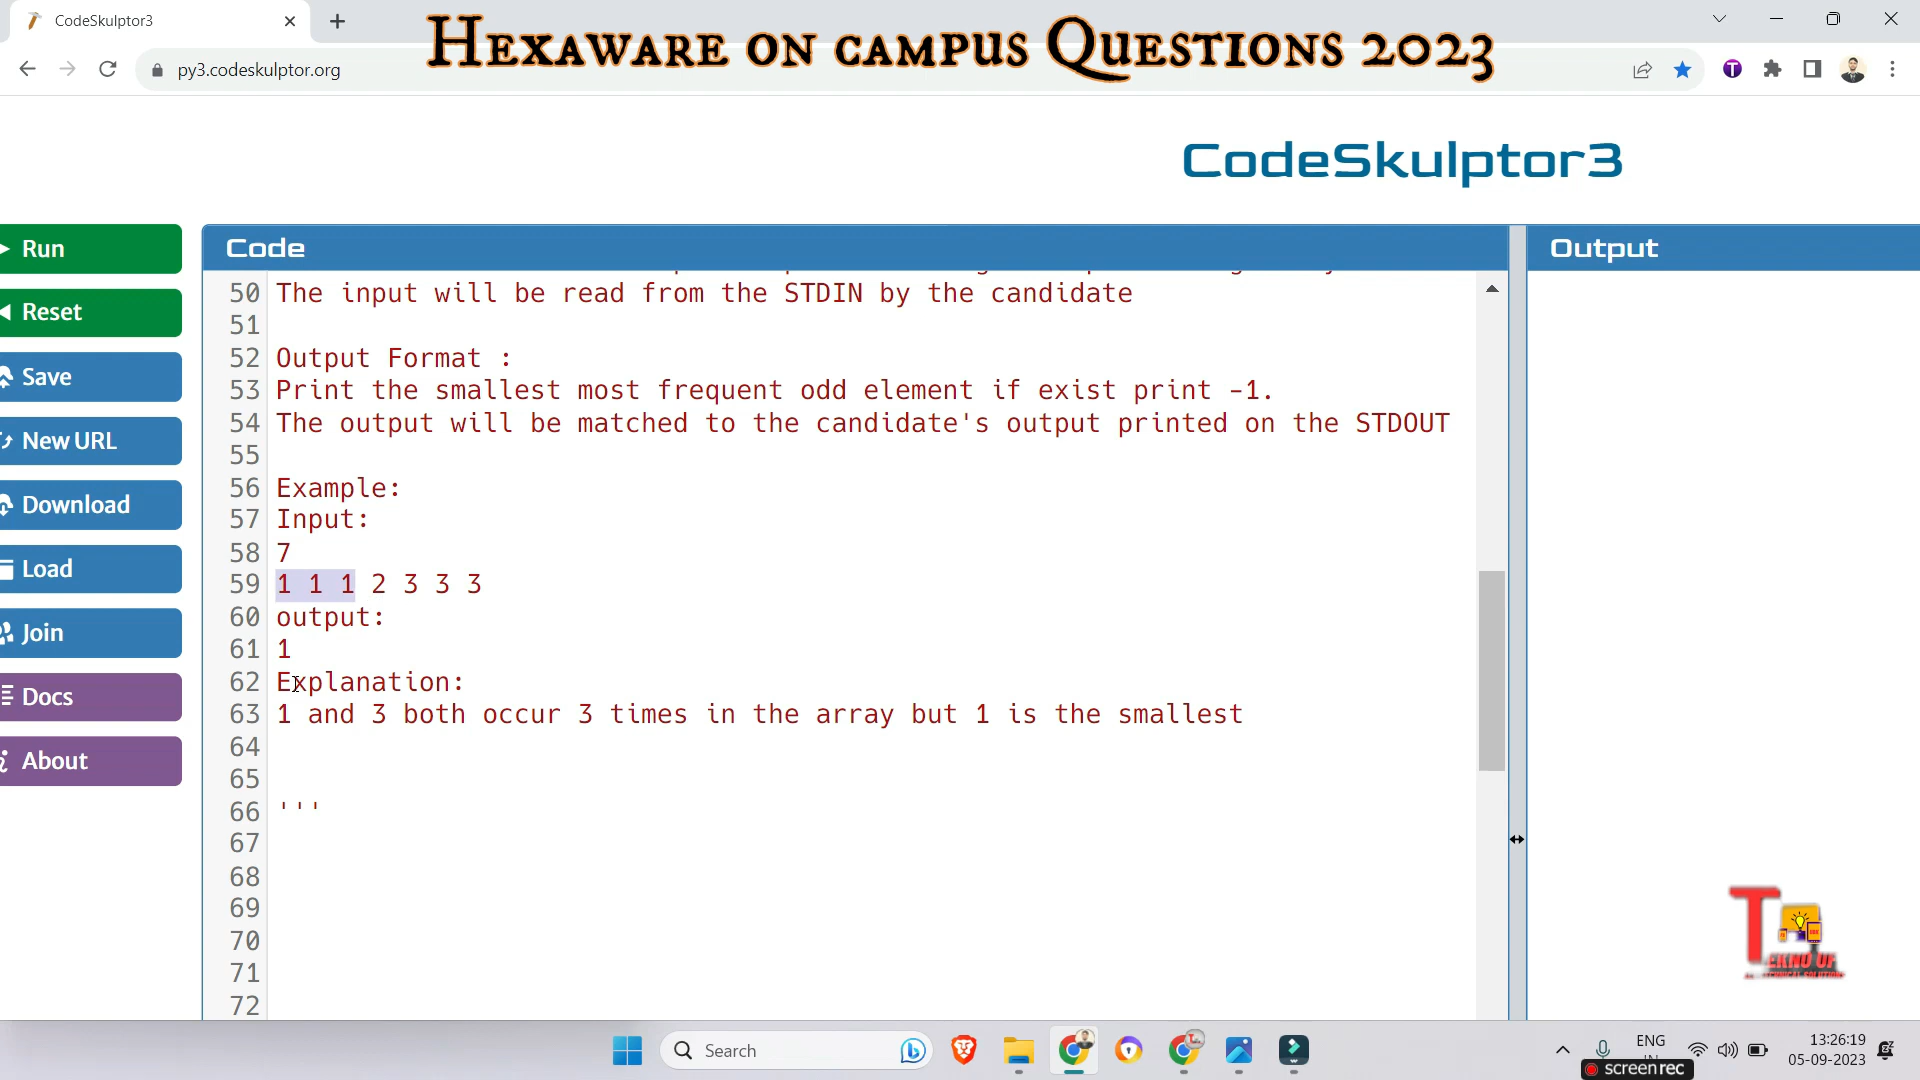 CodeSkulptor3
Hexaware on campus Questions 2023
py3.codeskulptor.org
CodeSkulptor3
Run
Reset
Save
New URL
Download
Load
Join
Docs
About
Code
Output
50 The input will be read from the STDIN by the candidate
51
52 Output Format :
53 Print the smallest most frequent odd element if exist print -1.
54 The output will be matched to the candidate's output printed on the STDOUT
55
56 Example:
57 Input:
58 7
59 1 1 1 2 3 3 3
60 output:
61 1
62 Explanation:
63 1 and 3 both occur 3 times in the array but 1 is the smallest
64
65
66 '''
67
68
69
70
71
72
Search
ENG
13:26:19
05-09-2023
screenrec